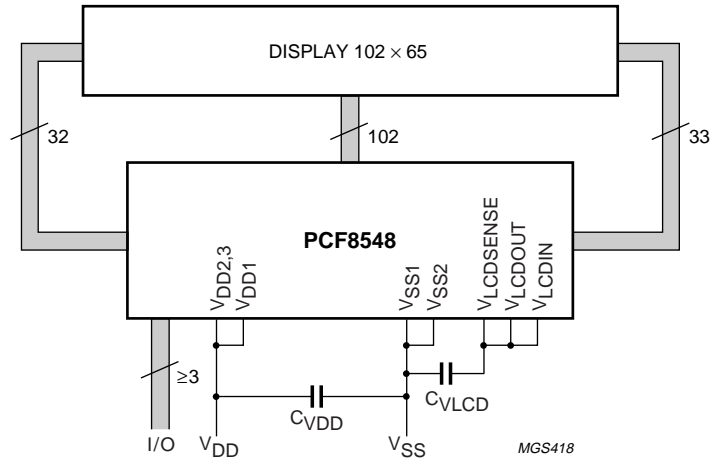 DISPLAY 102 × 65
32
102
33
PCF8548
VDD2,3
VDD1
VSS1
VSS2
VLCDSENSE
VLCDOUT
VLCDIN
≥3
CVDD
CVLCD
I/O
VDD
VSS
MGS418